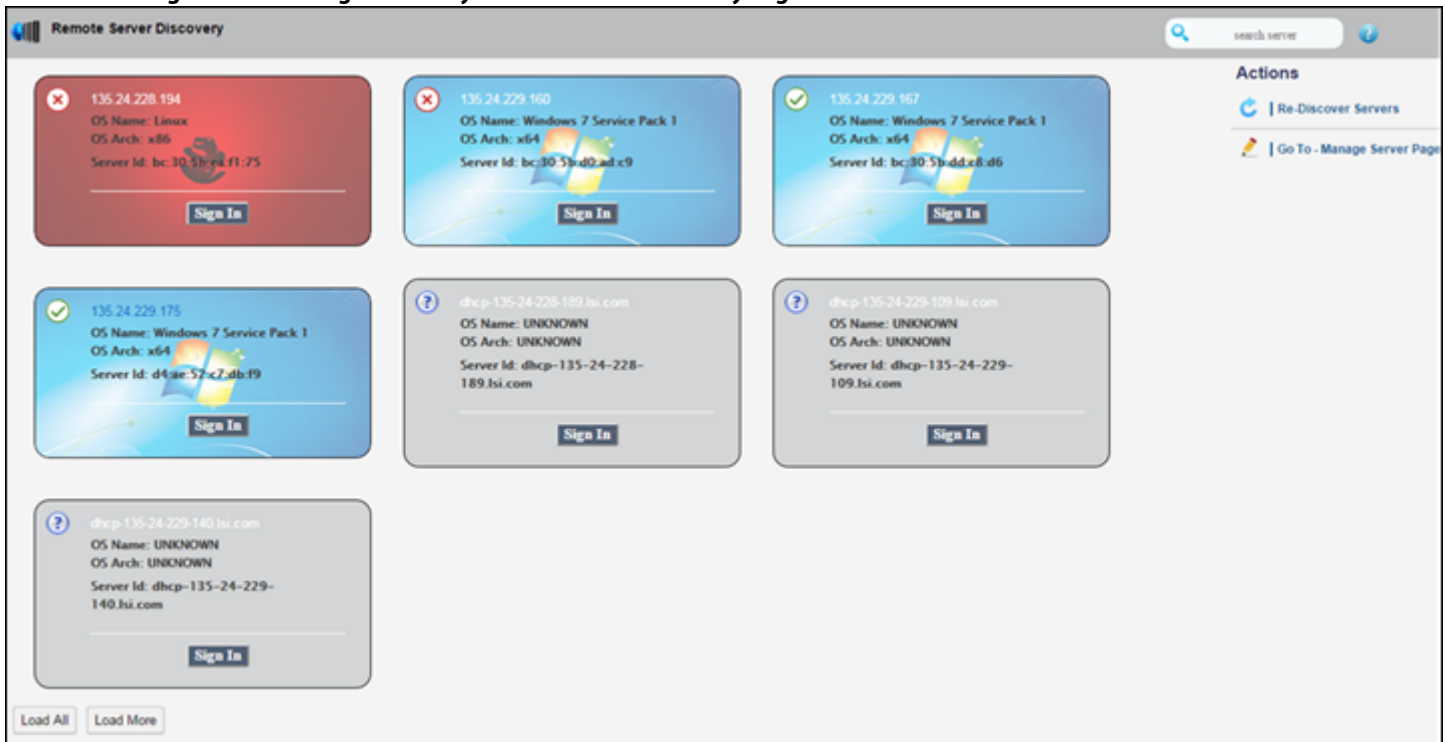 Remote Server Discovery
search server
?
Actions
Re-Discover Servers
Go To - Manage Server Page
135.24.228.194
OS Name: Linux
OS Arch: x86
Server Id: bc:30:5b:ea:f1:75
Sign In
135.24.229.160
OS Name: Windows 7 Service Pack 1
OS Arch: x64
Server Id: bc:30:5b:d0:ad:c9
Sign In
135.24.229.167
OS Name: Windows 7 Service Pack 1
OS Arch: x64
Server Id: bc:30:5b:dd:c8:d6
Sign In
135.24.229.175
OS Name: Windows 7 Service Pack 1
OS Arch: x64
Server Id: d4:ae:52:c7:db:f9
Sign In
?
dhcp-135-24-228-189.lsi.com
OS Name: UNKNOWN
OS Arch: UNKNOWN
Server Id: dhcp-135-24-228-
189.lsi.com
Sign In
?
dhcp-135-24-229-109.lsi.com
OS Name: UNKNOWN
OS Arch: UNKNOWN
Server Id: dhcp-135-24-229-
109.lsi.com
Sign In
?
dhcp-135-24-229-140.lsi.com
OS Name: UNKNOWN
OS Arch: UNKNOWN
Server Id: dhcp-135-24-229-
140.lsi.com
Sign In
Load All
Load More